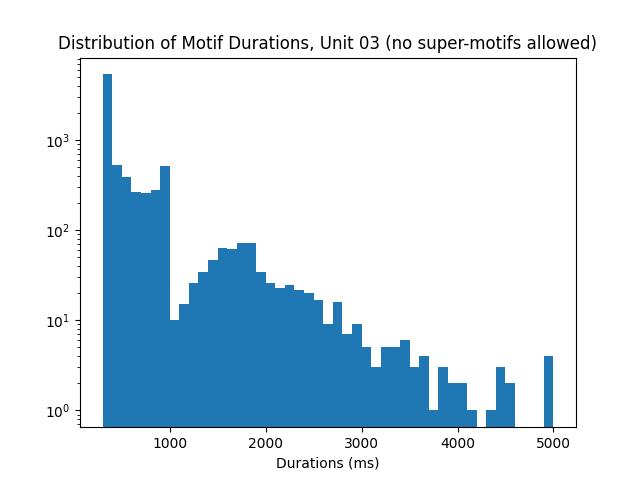 Distribution of Motif Durations, Unit 03 (no super-motifs allowed)
10³
10²
10¹
10⁰
1000 2000 3000 4000 5000
Durations (ms)